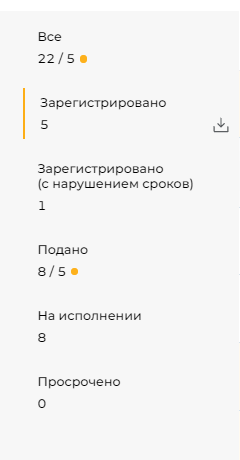 Все
22 / 5
Зарегистрировано
5
Зарегистрировано
(с нарушением сроков)
1
Подано
8 / 5
На исполнении
8
Просрочено
0